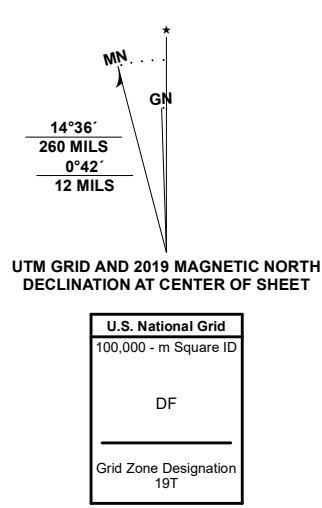 ★
MN
GN
14°36´
260 MILS
0°42´
12 MILS
UTM GRID AND 2019 MAGNETIC NORTH
DECLINATION AT CENTER OF SHEET
U.S. National Grid
100,000 - m Square ID
DF
Grid Zone Designation
19T